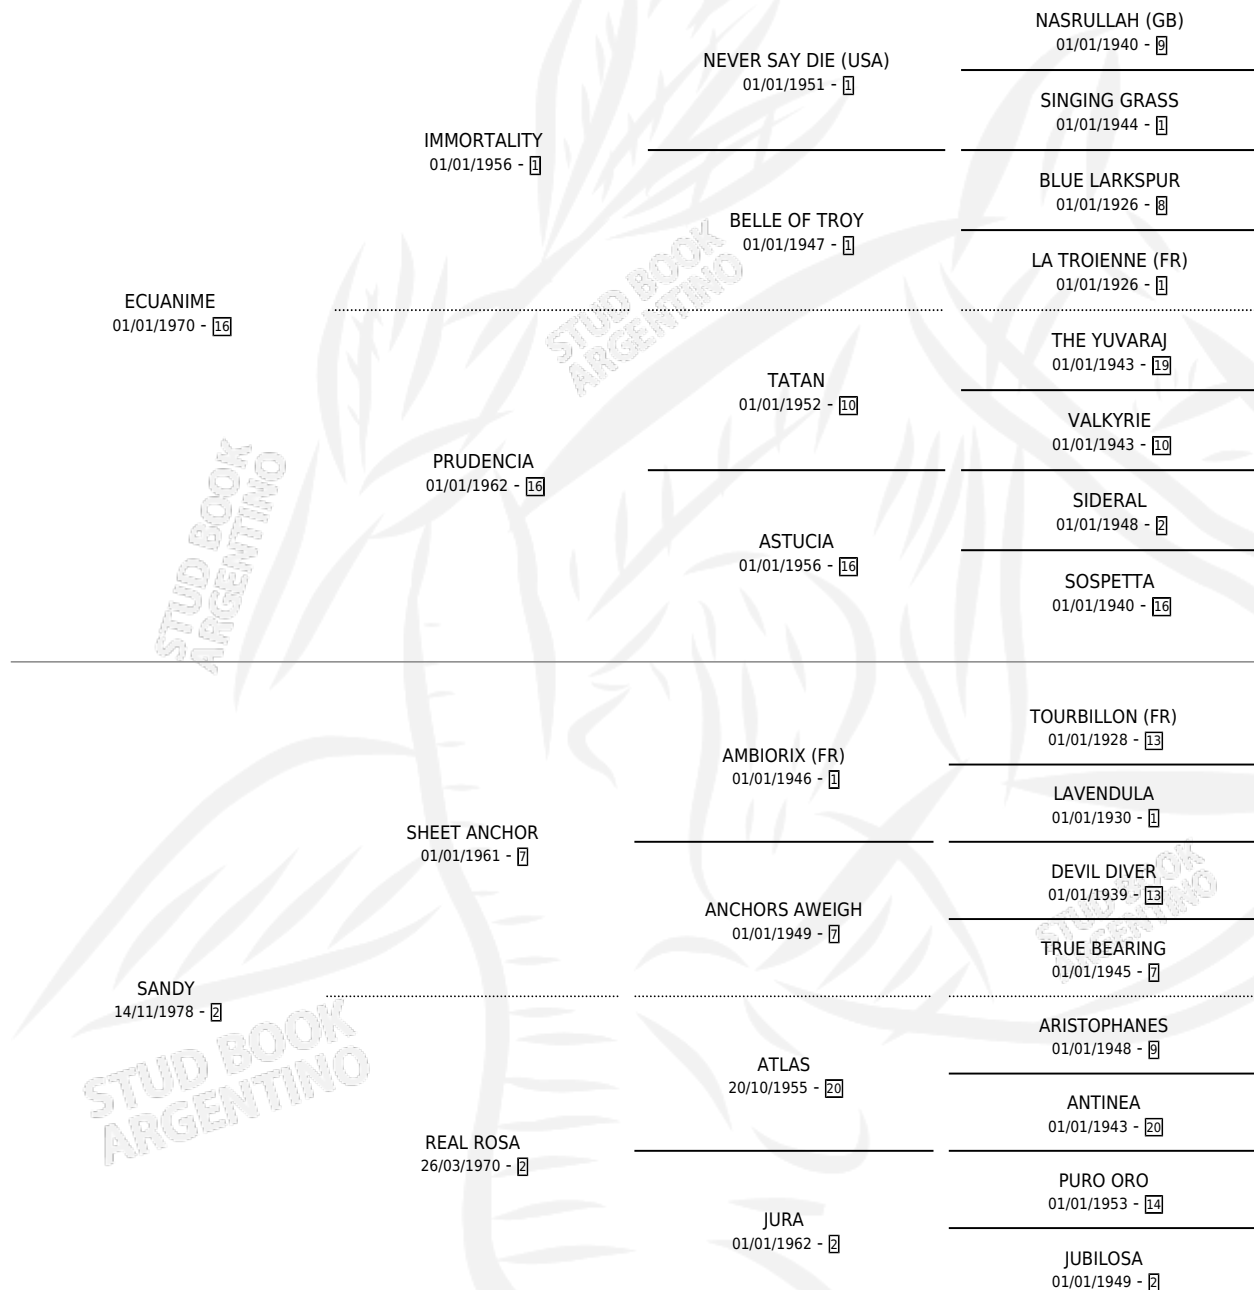 NASRULLAH (GB)
01/01/1940 - 9
NEVER SAY DIE (USA)
01/01/1951 - 1
SINGING GRASS
01/01/1944 - 1
IMMORTALITY
01/01/1956 - 1
BLUE LARKSPUR
01/01/1926 - 8
BELLE OF TROY
01/01/1947 - 1
LA TROIENNE (FR)
01/01/1926 - 1
ECUANIME
01/01/1970 - 16
THE YUVARAJ
01/01/1943 - 19
TATAN
01/01/1952 - 10
VALKYRIE
01/01/1943 - 10
PRUDENCIA
01/01/1962 - 16
SIDERAL
01/01/1948 - 2
ASTUCIA
01/01/1956 - 16
SOSPETTA
01/01/1940 - 16
TOURBILLON (FR)
01/01/1928 - 13
AMBIORIX (FR)
01/01/1946 - 1
LAVENDULA
01/01/1930 - 1
SHEET ANCHOR
01/01/1961 - 7
DEVIL DIVER
01/01/1939 - 13
ANCHORS AWEIGH
01/01/1949 - 7
TRUE BEARING
01/01/1945 - 7
SANDY
14/11/1978 - 2
ARISTOPHANES
01/01/1948 - 9
ATLAS
20/10/1955 - 20
ANTINEA
01/01/1943 - 20
REAL ROSA
26/03/1970 - 2
PURO ORO
01/01/1953 - 14
JURA
01/01/1962 - 2
JUBILOSA
01/01/1949 - 2
STUD BOOK
ARGENTINO
STUD BOOK
ARGENTINO
STUD BOOK
ARGENTINO
STUD BOOK
ARGENTINO